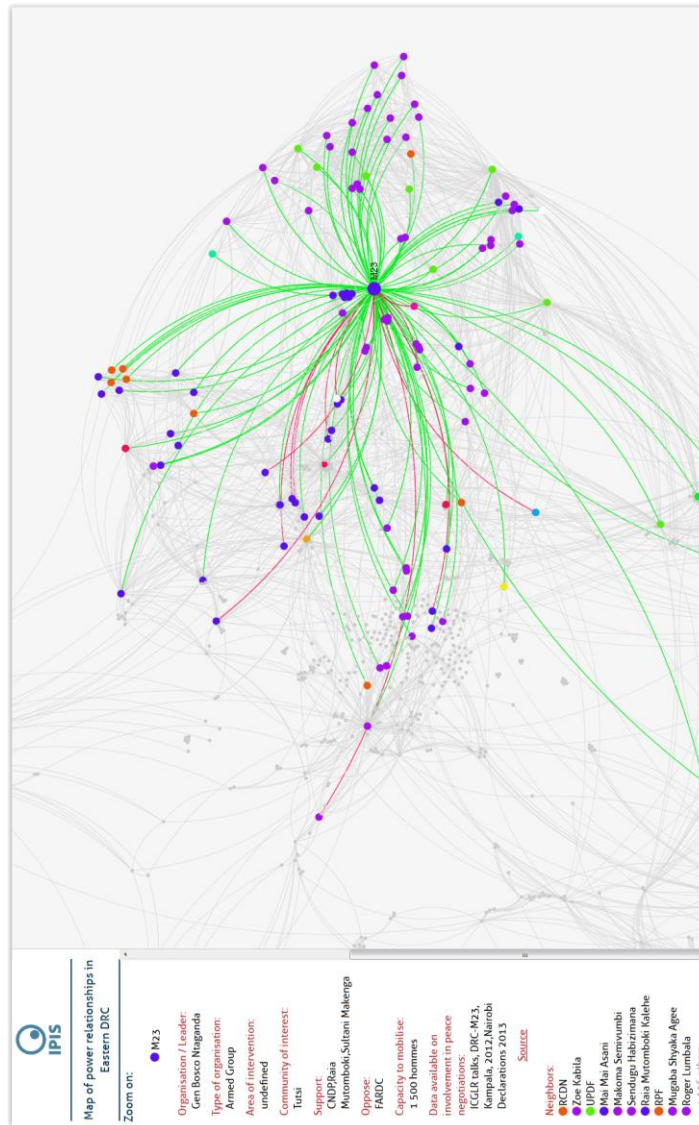 IPIS
Map of power relationships in
Eastern DRC
Zoom on:
M23
Organisation / Leader:
Gen Bosco Ntaganda
Type of organisation:
Armed Group
Area of intervention:
undefined
Community of interest:
Tutsi
Support:
CNDP,Raia
Mutomboki,Sultani Makenga
Oppose:
FARDC
Capacity to mobilise:
1 500 hommes
Data available on
involvement in peace
negotiations:
ICGLR talks, DRC-M23,
Kampala, 2012,Nairobi
Declarations 2013
Source
Neighbors:
RCDN
Zoe Kabila
UPDF
Mai Mai Asani
Makoma Semivumbi
Sendugu Habizimana
Raia Mutomboki Kalehe
RPF
Mugaba Shyaka Agee
Roger Lumbala
M23